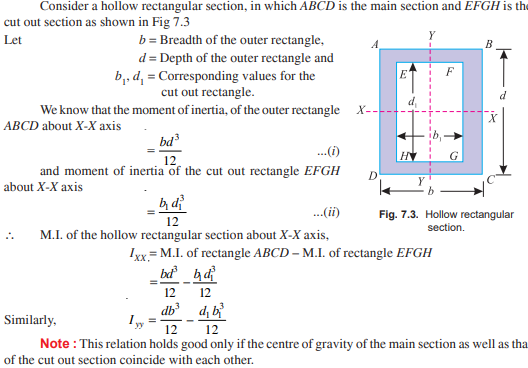 Consider a hollow rectangular section, in which ABCD is the main section and EFGH is the
cut out section as shown in Fig 7.3
Let b = Breadth of the outer rectangle,
d = Depth of the outer rectangle and
b₁, d₁ = Corresponding values for the
cut out rectangle.
We know that the moment of inertia, of the outer rectangle
ABCD about X-X axis
= bd³/12 ...(i)
and moment of inertia of the cut out rectangle EFGH
about X-X axis
= b₁d₁³/12 ...(ii)
∴ M.I. of the hollow rectangular section about X-X axis,
I_XX = M.I. of rectangle ABCD – M.I. of rectangle EFGH
= bd³/12 – b₁d₁³/12
Similarly, I_yy = db³/12 – d₁b₁³/12
Note : This relation holds good only if the centre of gravity of the main section as well as tha
of the cut out section coincide with each other.
Y
A B
E F
d₁ d
X X
b₁
H G
D Y C
b
Fig. 7.3. Hollow rectangular
section.